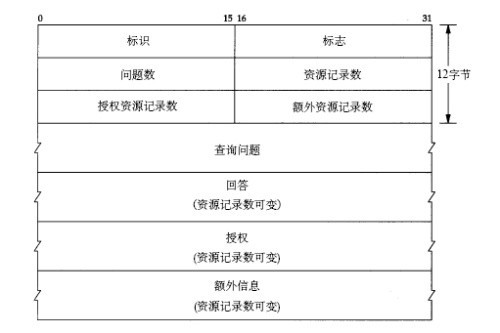 0 15 16 31
标识 标志
问题数 资源记录数 12字节
授权资源记录数 额外资源记录数
查询问题
回答
(资源记录数可变)
授权
(资源记录数可变)
额外信息
(资源记录数可变)